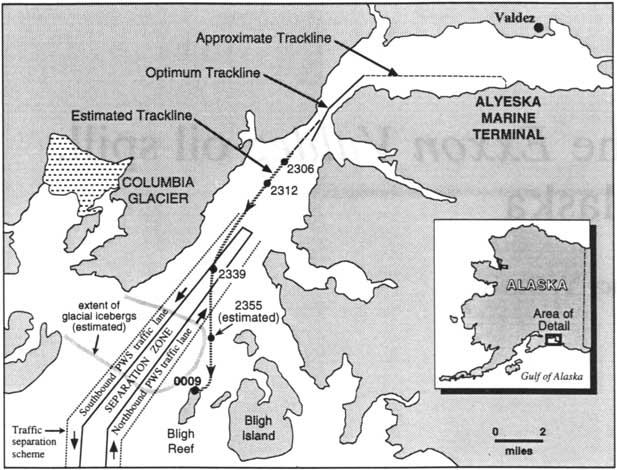 Valdez
Approximate Trackline
Optimum Trackline
ALYESKA
MARINE
TERMINAL
Estimated Trackline
COLUMBIA
GLACIER
2306
2312
2339
extent of
glacial icebergs
(estimated)
2355
(estimated)
Southbound PWS traffic lane
SEPARATION ZONE
Northbound PWS traffic lane
0009
Bligh
Reef
Bligh
Island
Traffic
separation
scheme
ALASKA
Area of
Detail
Gulf of Alaska
0 2
miles